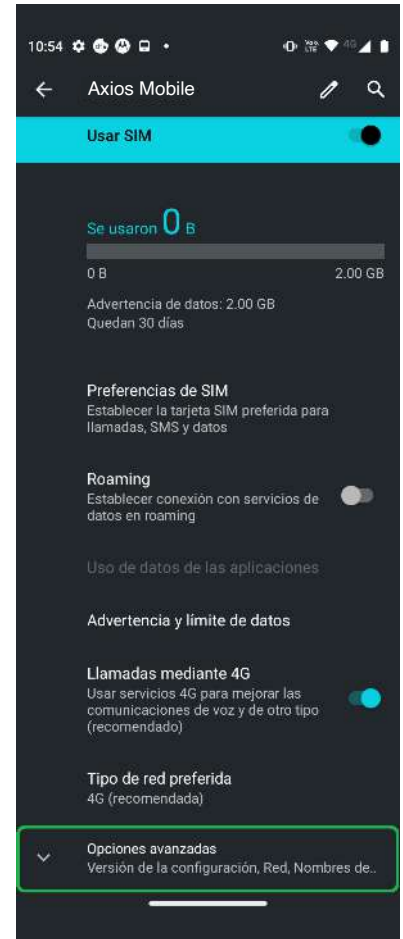 10:54
Vo)) LTE 4G
Axios Mobile
Usar SIM
Se usaron 0 B
0 B 2.00 GB
Advertencia de datos: 2.00 GB
Quedan 30 días
Preferencias de SIM
Establecer la tarjeta SIM preferida para
llamadas, SMS y datos
Roaming
Establecer conexión con servicios de
datos en roaming
Uso de datos de las aplicaciones
Advertencia y límite de datos
Llamadas mediante 4G
Usar servicios 4G para mejorar las
comunicaciones de voz y de otro tipo
(recomendado)
Tipo de red preferida
4G (recomendada)
Opciones avanzadas
Versión de la configuración, Red, Nombres de..